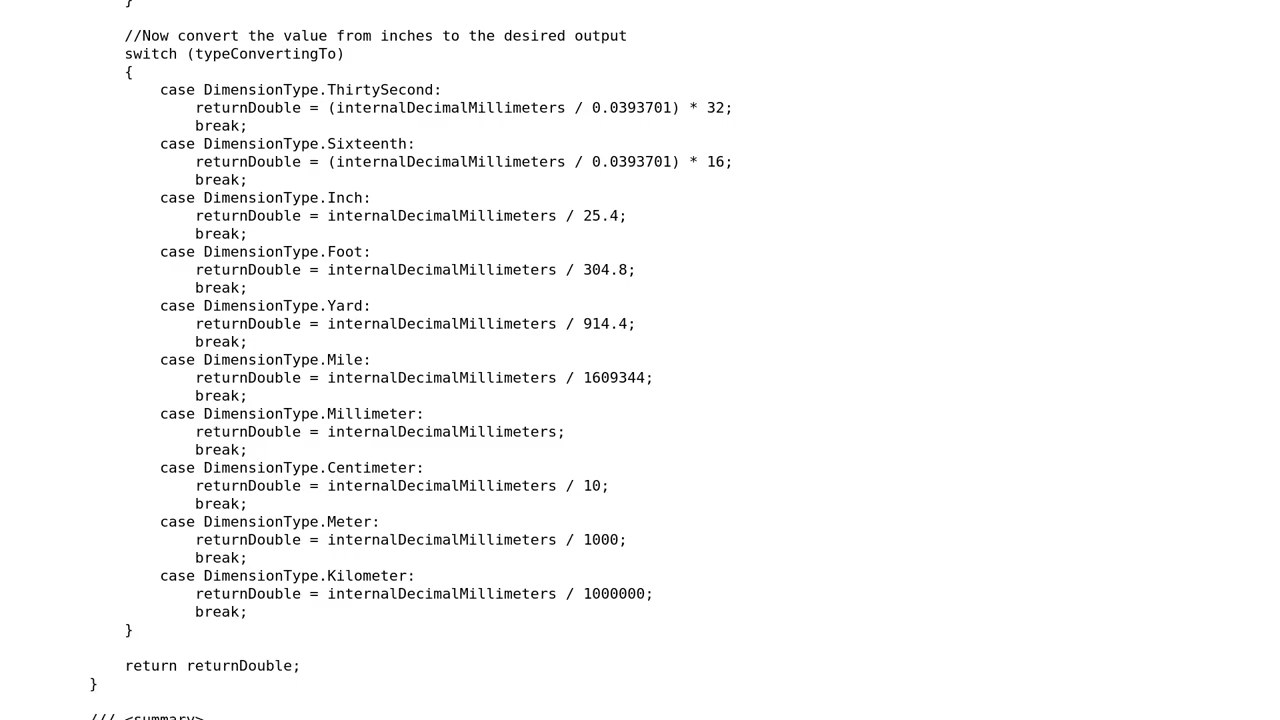 }
//Now convert the value from inches to the desired output
switch (typeConvertingTo)
{
case DimensionType.ThirtySecond:
returnDouble = (internalDecimalMillimeters / 0.0393701) * 32;
break;
case DimensionType.Sixteenth:
returnDouble = (internalDecimalMillimeters / 0.0393701) * 16;
break;
case DimensionType.Inch:
returnDouble = internalDecimalMillimeters / 25.4;
break;
case DimensionType.Foot:
returnDouble = internalDecimalMillimeters / 304.8;
break;
case DimensionType.Yard:
returnDouble = internalDecimalMillimeters / 914.4;
break;
case DimensionType.Mile:
returnDouble = internalDecimalMillimeters / 1609344;
break;
case DimensionType.Millimeter:
returnDouble = internalDecimalMillimeters;
break;
case DimensionType.Centimeter:
returnDouble = internalDecimalMillimeters / 10;
break;
case DimensionType.Meter:
returnDouble = internalDecimalMillimeters / 1000;
break;
case DimensionType.Kilometer:
returnDouble = internalDecimalMillimeters / 1000000;
break;
}
return returnDouble;
}
/// <summary>